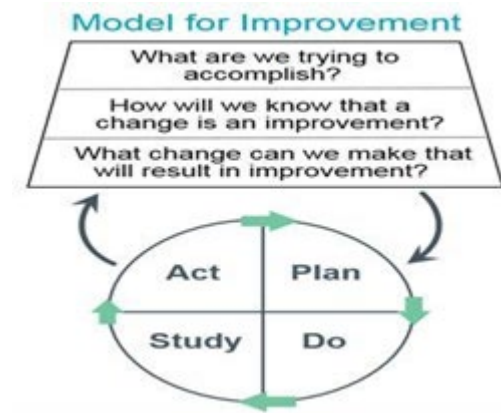 Model for Improvement
What are we trying to
accomplish?
How will we know that a
change is an improvement?
What change can we make that
will result in improvement?
Act
Plan
Study
Do